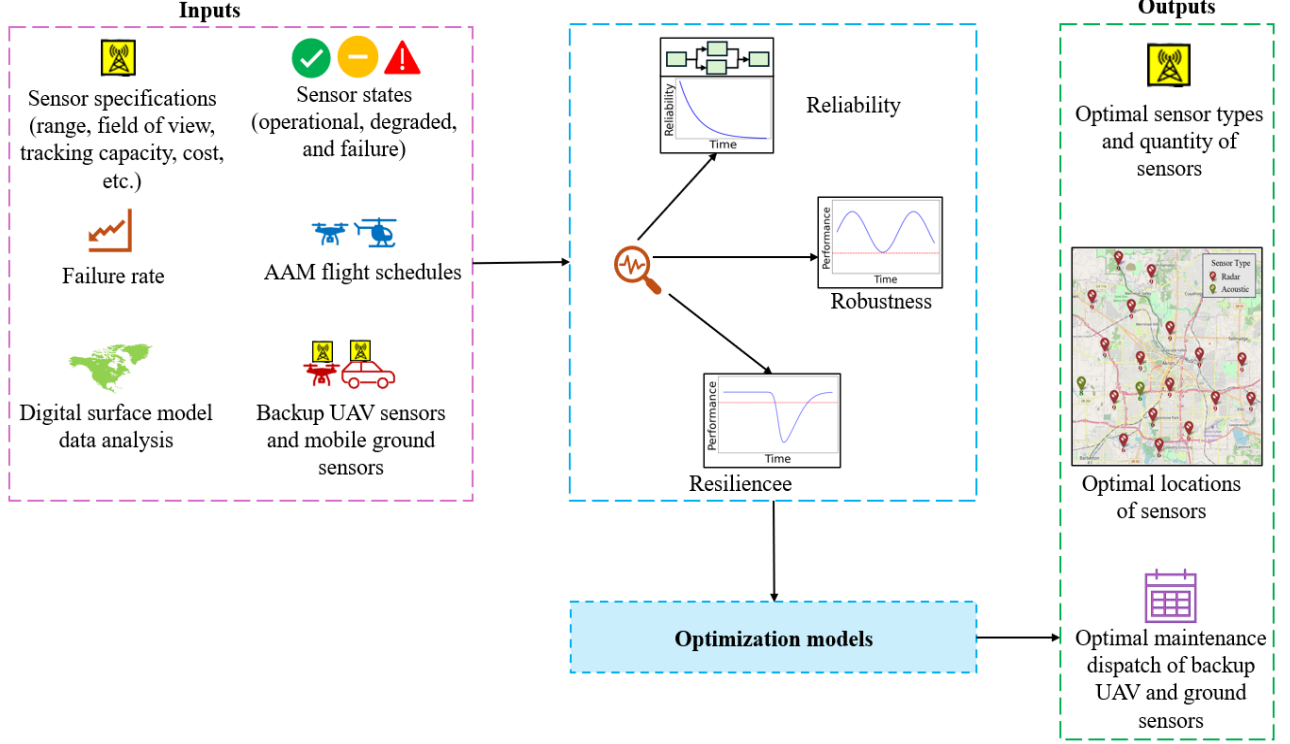 Inputs
Sensor specifications
(range, field of view,
tracking capacity, cost,
etc.)
Sensor states
(operational, degraded,
and failure)
Failure rate
AAM flight schedules
Digital surface model
data analysis
Backup UAV sensors
and mobile ground
sensors
Reliability
Time
Reliability
Performance
Time
Robustness
Performance
Time
Resiliencee
Optimization models
Outputs
Optimal sensor types
and quantity of
sensors
Sensor Type
Radar
Acoustic
Optimal locations
of sensors
Optimal maintenance
dispatch of backup
UAV and ground
sensors